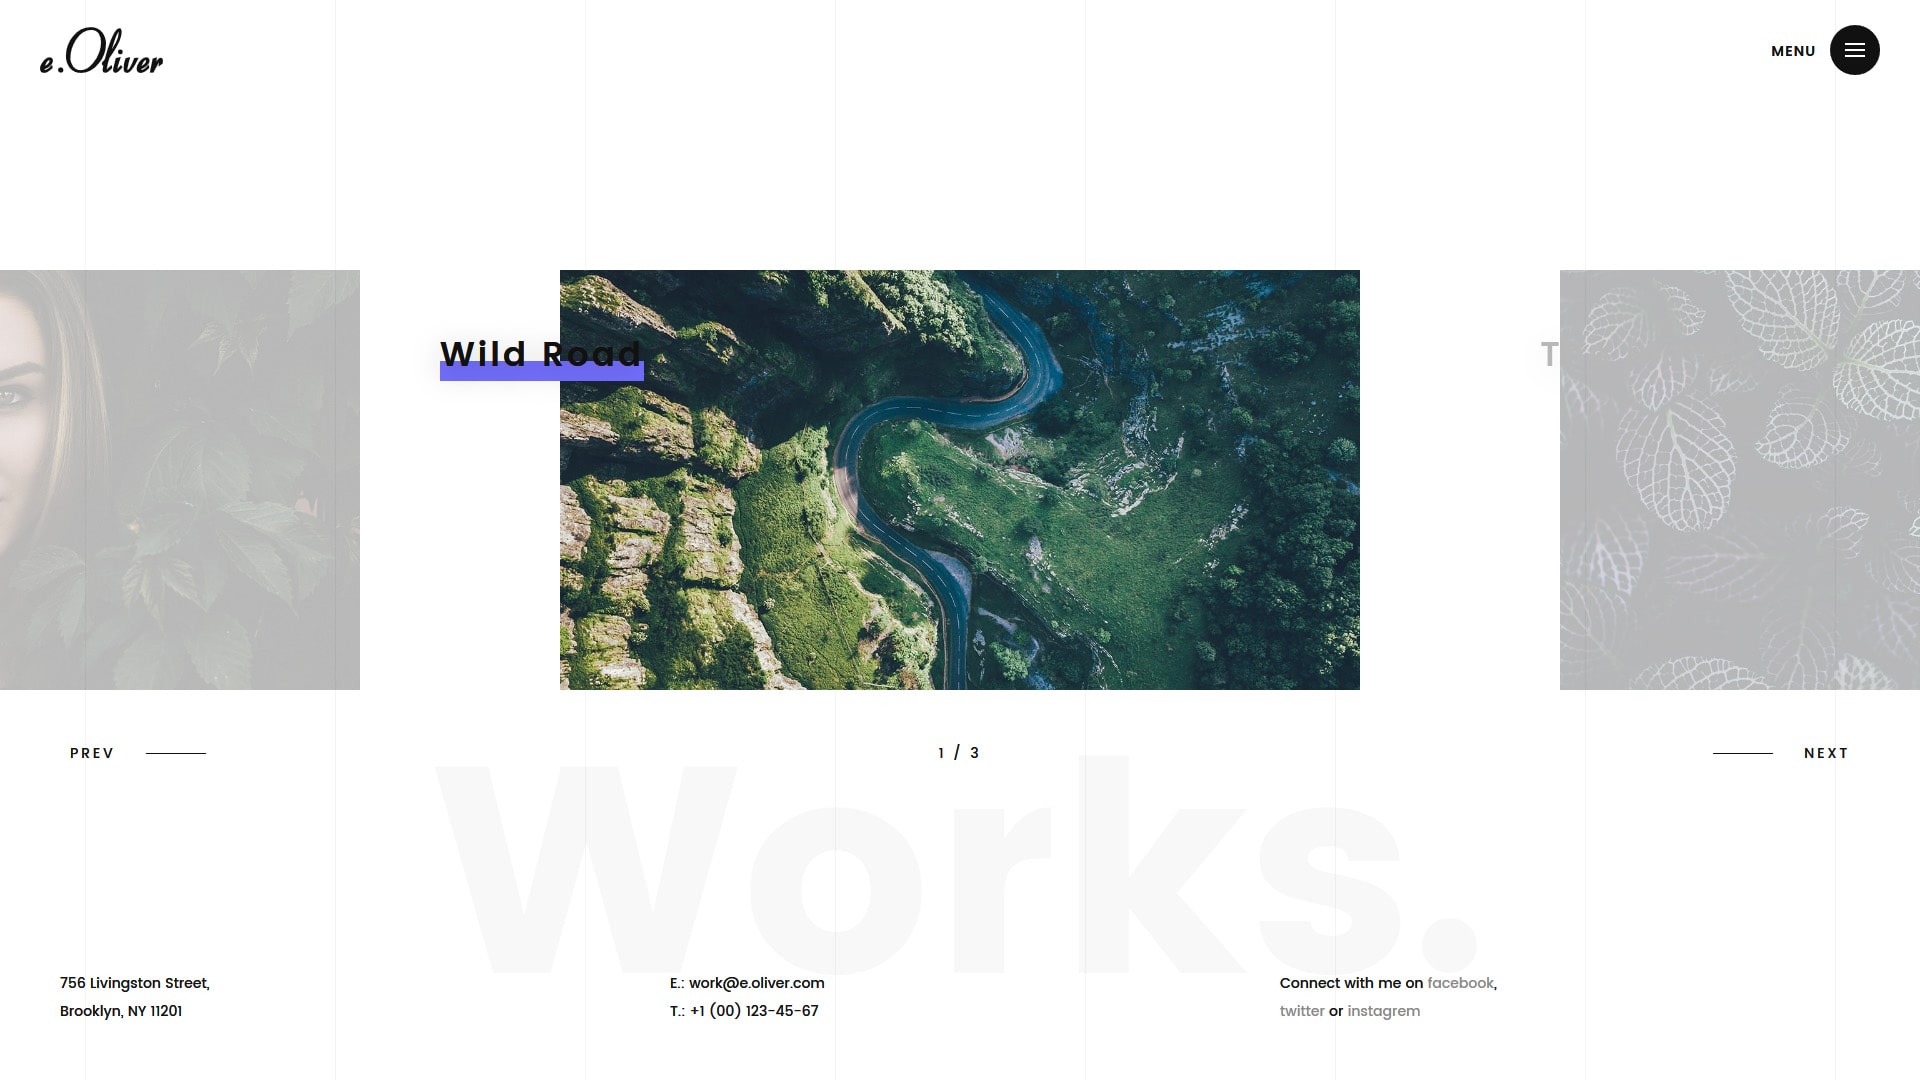 e.Oliver
MENU
Wild Road
T
PREV
1 / 3
NEXT
Works.
756 Livingston Street,
Brooklyn, NY 11201
E.: work@e.oliver.com
T.: +1 (00) 123-45-67
Connect with me on facebook,
twitter or instagrem